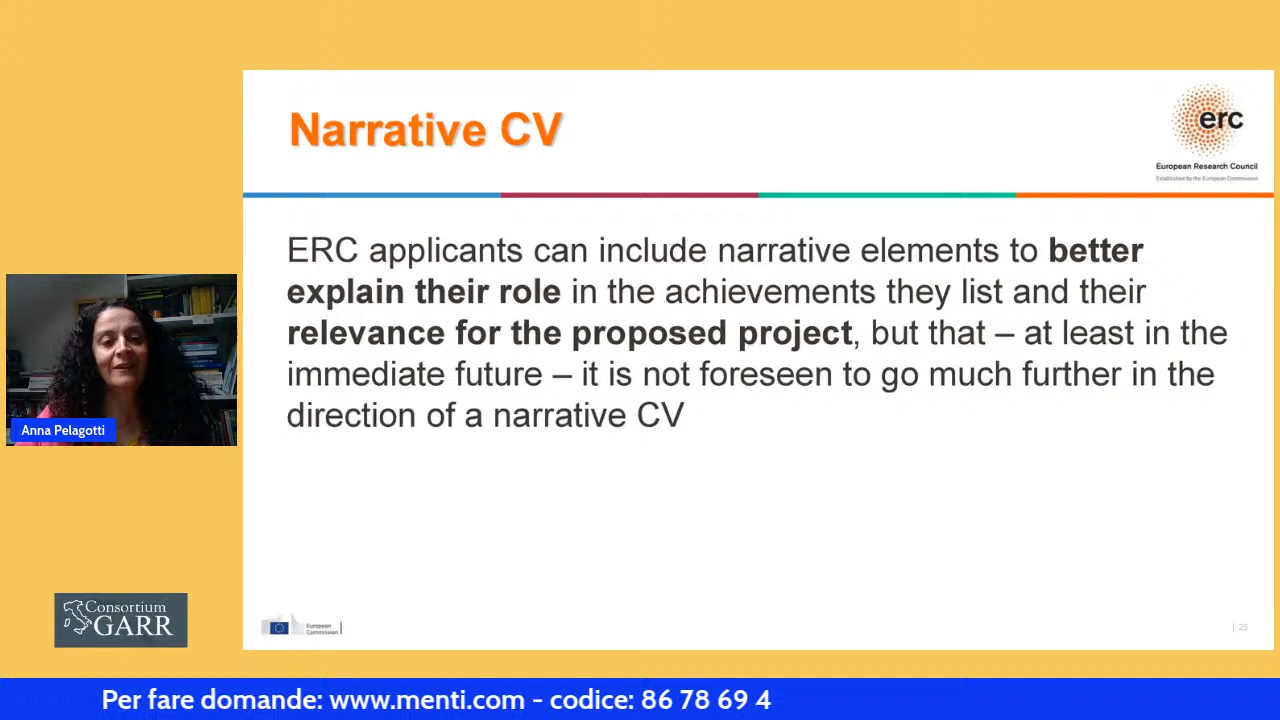 Narrative CV
erc
European Research Council
Established by the European Commission
ERC applicants can include narrative elements to better
explain their role in the achievements they list and their
relevance for the proposed project, but that – at least in the
immediate future – it is not foreseen to go much further in the
direction of a narrative CV
Anna Pelagotti
Consortium
GARR
European
Commission
| 25
Per fare domande: www.menti.com - codice: 86 78 69 4